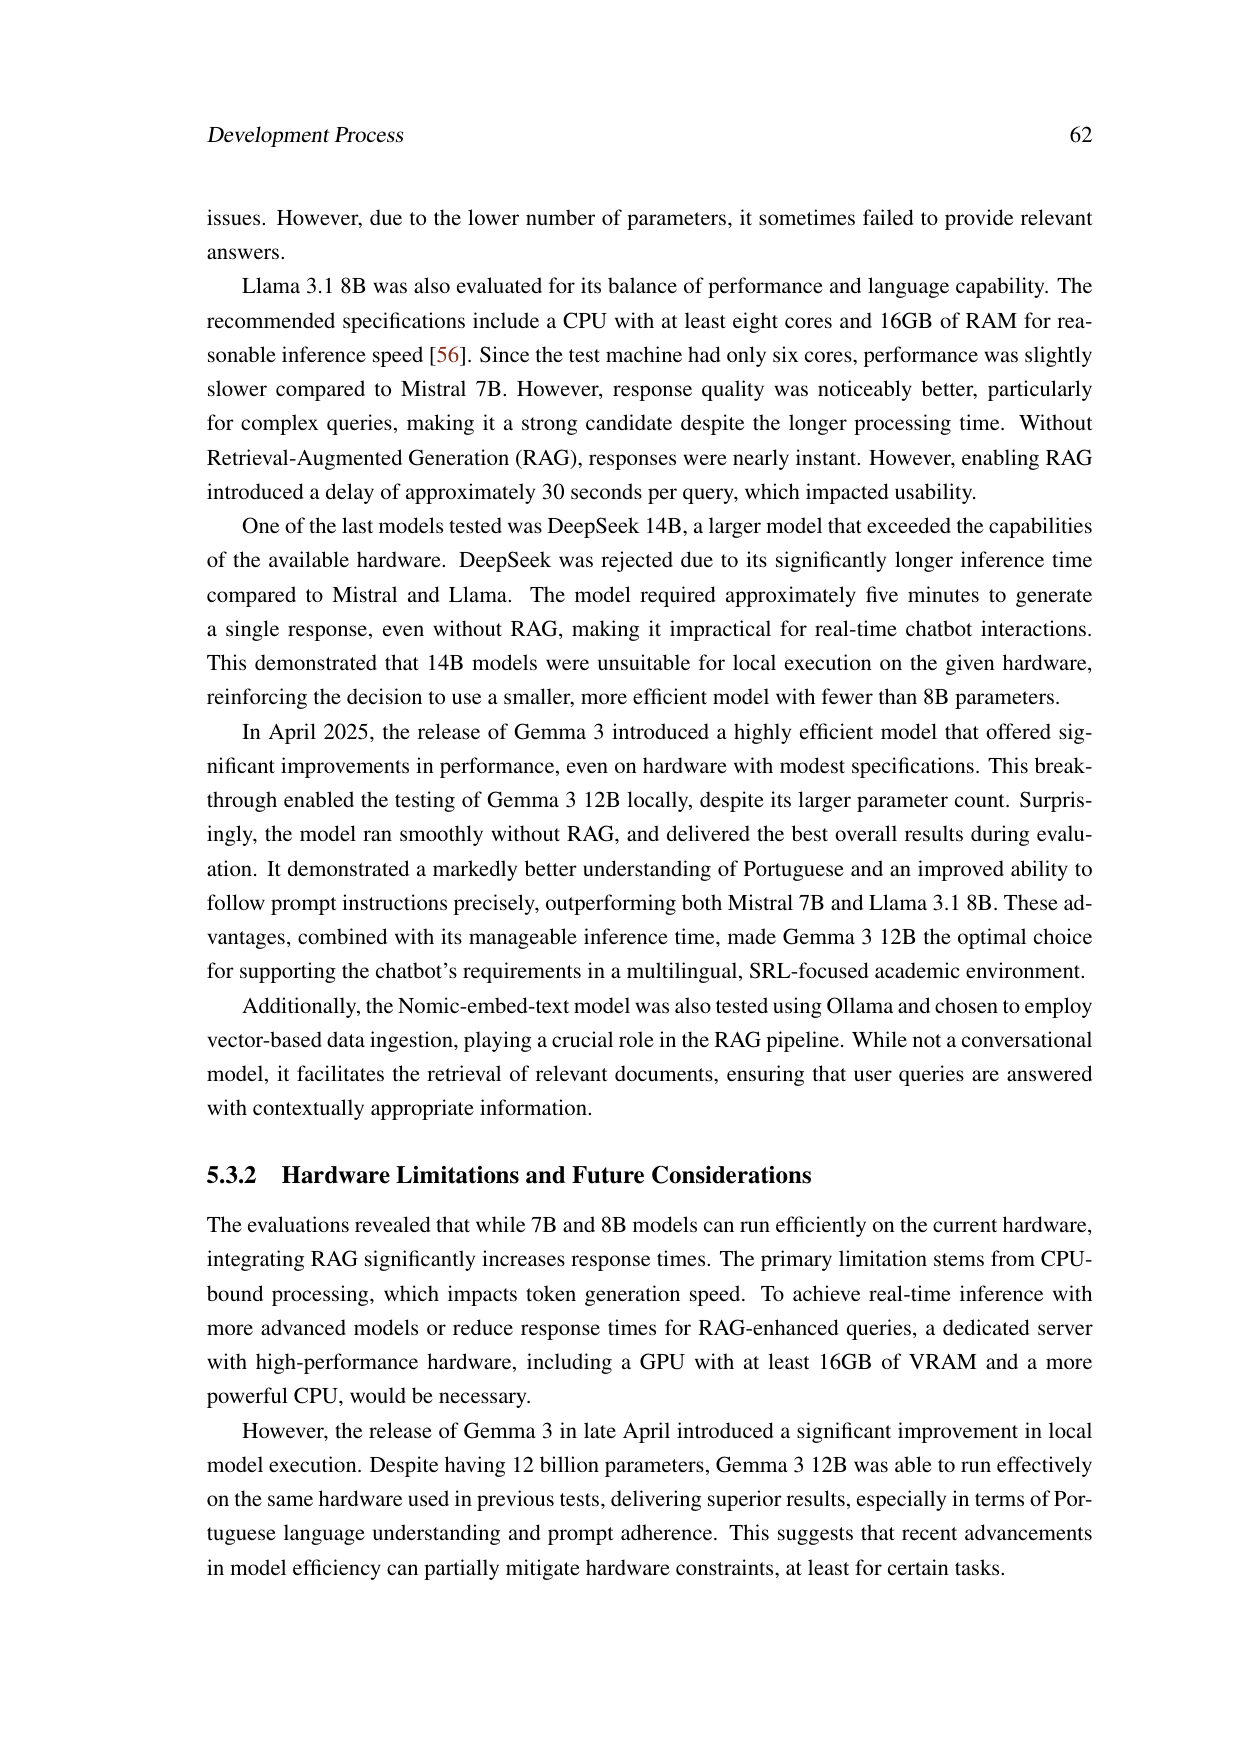 Development Process 62
issues. However, due to the lower number of parameters, it sometimes failed to provide relevant
answers.
Llama 3.1 8B was also evaluated for its balance of performance and language capability. The
recommended specifications include a CPU with at least eight cores and 16GB of RAM for rea-
sonable inference speed [56]. Since the test machine had only six cores, performance was slightly
slower compared to Mistral 7B. However, response quality was noticeably better, particularly
for complex queries, making it a strong candidate despite the longer processing time. Without
Retrieval-Augmented Generation (RAG), responses were nearly instant. However, enabling RAG
introduced a delay of approximately 30 seconds per query, which impacted usability.
One of the last models tested was DeepSeek 14B, a larger model that exceeded the capabilities
of the available hardware. DeepSeek was rejected due to its significantly longer inference time
compared to Mistral and Llama. The model required approximately five minutes to generate
a single response, even without RAG, making it impractical for real-time chatbot interactions.
This demonstrated that 14B models were unsuitable for local execution on the given hardware,
reinforcing the decision to use a smaller, more efficient model with fewer than 8B parameters.
In April 2025, the release of Gemma 3 introduced a highly efficient model that offered sig-
nificant improvements in performance, even on hardware with modest specifications. This break-
through enabled the testing of Gemma 3 12B locally, despite its larger parameter count. Surpris-
ingly, the model ran smoothly without RAG, and delivered the best overall results during evalu-
ation. It demonstrated a markedly better understanding of Portuguese and an improved ability to
follow prompt instructions precisely, outperforming both Mistral 7B and Llama 3.1 8B. These ad-
vantages, combined with its manageable inference time, made Gemma 3 12B the optimal choice
for supporting the chatbot's requirements in a multilingual, SRL-focused academic environment.
Additionally, the Nomic-embed-text model was also tested using Ollama and chosen to employ
vector-based data ingestion, playing a crucial role in the RAG pipeline. While not a conversational
model, it facilitates the retrieval of relevant documents, ensuring that user queries are answered
with contextually appropriate information.
5.3.2 Hardware Limitations and Future Considerations
The evaluations revealed that while 7B and 8B models can run efficiently on the current hardware,
integrating RAG significantly increases response times. The primary limitation stems from CPU-
bound processing, which impacts token generation speed. To achieve real-time inference with
more advanced models or reduce response times for RAG-enhanced queries, a dedicated server
with high-performance hardware, including a GPU with at least 16GB of VRAM and a more
powerful CPU, would be necessary.
However, the release of Gemma 3 in late April introduced a significant improvement in local
model execution. Despite having 12 billion parameters, Gemma 3 12B was able to run effectively
on the same hardware used in previous tests, delivering superior results, especially in terms of Por-
tuguese language understanding and prompt adherence. This suggests that recent advancements
in model efficiency can partially mitigate hardware constraints, at least for certain tasks.